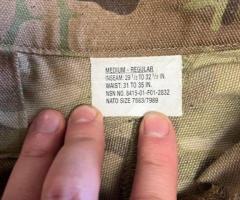 MEDIUM - REGULAR
INSEAM: 29 1/2 TO 32 1/2 IN.
WAIST: 31 TO 35 IN.
NSN NO. 8415-01-F01-2832
NATO SIZE 7583/7989